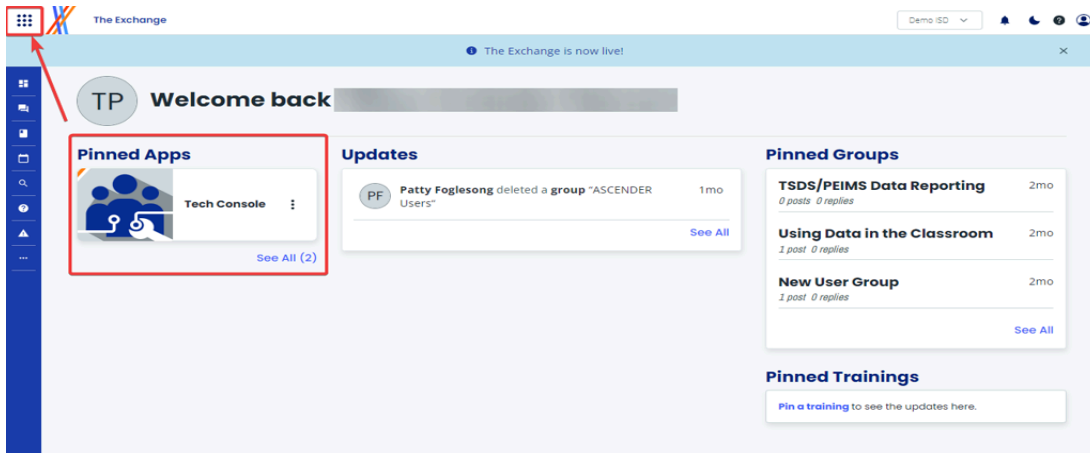 The Exchange
Demo ISD
The Exchange is now live!
TP
Welcome back
Pinned Apps
Tech Console
See All (2)
Updates
PF
Patty Foglesong deleted a group "ASCENDER
Users"
1mo
See All
Pinned Groups
TSDS/PEIMS Data Reporting
2mo
0 posts 0 replies
Using Data in the Classroom
2mo
1 post 0 replies
New User Group
2mo
1 post 0 replies
See All
Pinned Trainings
Pin a training to see the updates here.